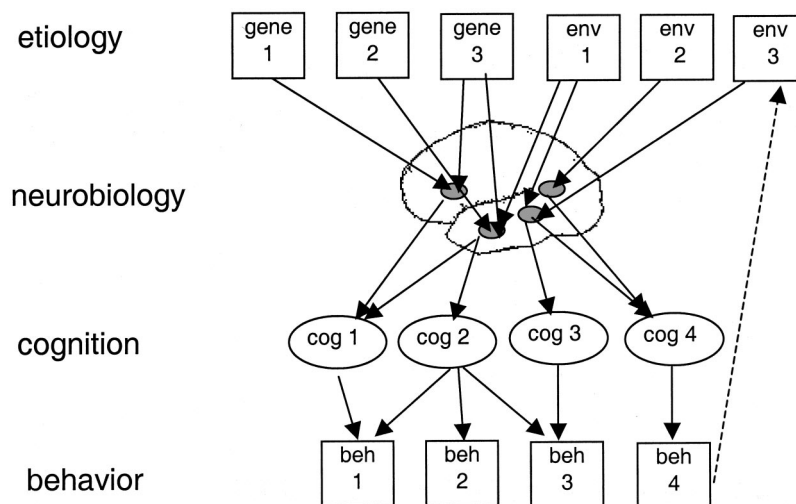 etiology
gene gene gene env env env
1 2 3 1 2 3
neurobiology
cognition
cog 1 cog 2 cog 3 cog 4
behavior
beh beh beh beh
1 2 3 4